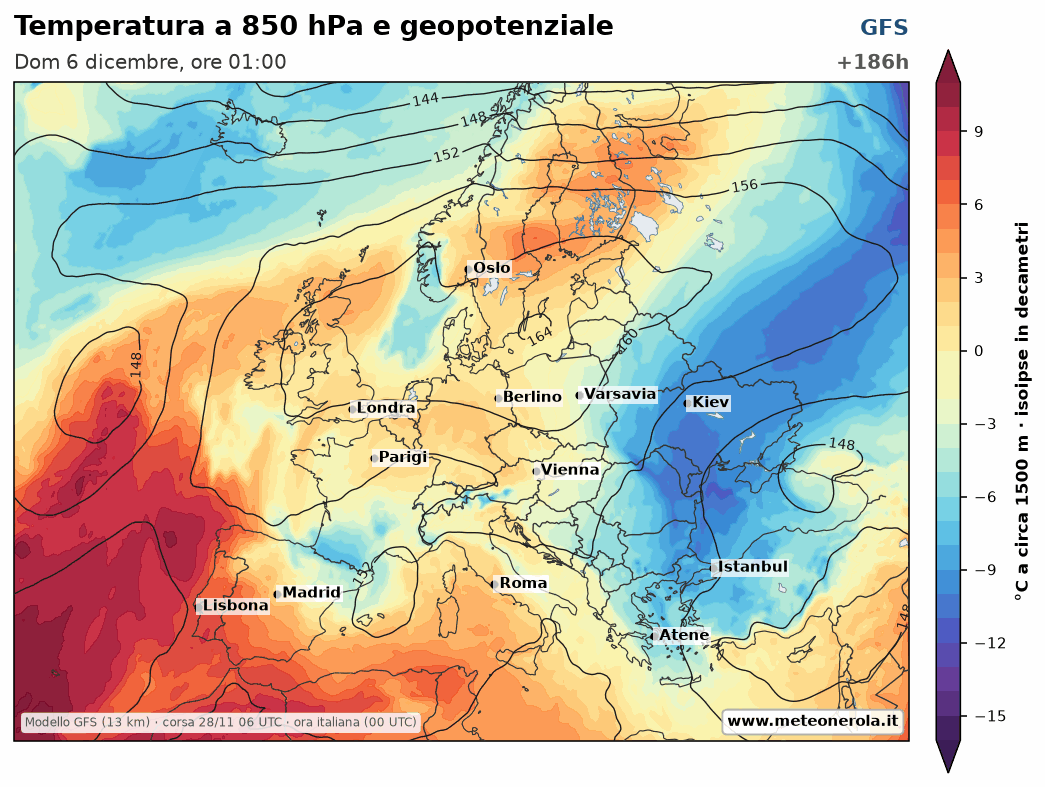 Temperatura a 850 hPa e geopotenziale
GFS
Dom 6 dicembre, ore 01:00
+186h
144
148
152
156
Oslo
164
160
148
Berlino
Varsavia
Kiev
Londra
Parigi
Vienna
148
Istanbul
Roma
Madrid
Lisbona
Atene
148
Modello GFS (13 km) · corsa 28/11 06 UTC · ora italiana (00 UTC)
www.meteonerola.it
9
6
3
0
−3
−6
−9
−12
−15
°C a circa 1500 m · isoipse in decametri